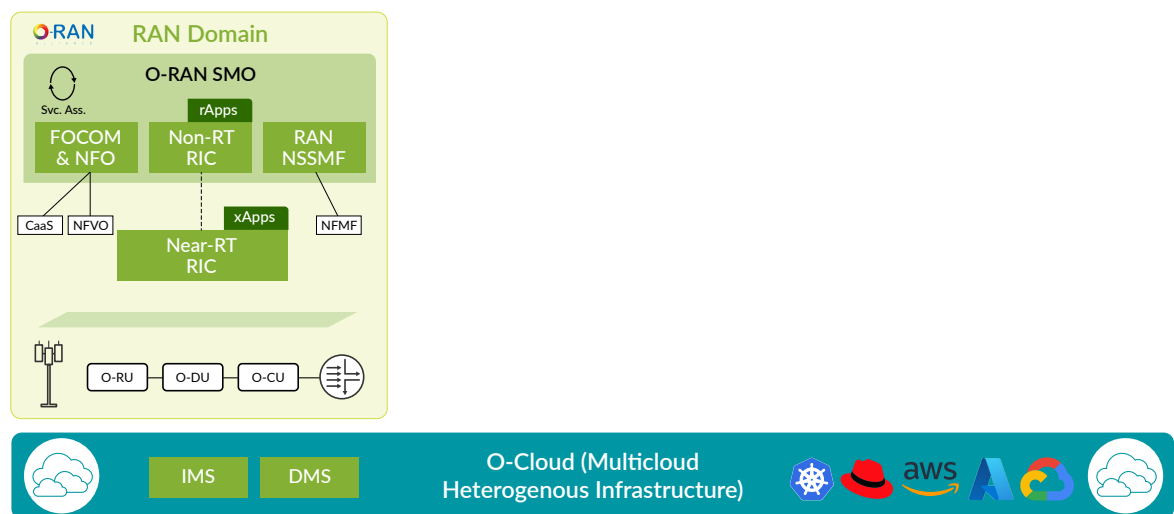 O-RAN
ALLIANCE
RAN Domain
O-RAN SMO
Svc. Ass.
rApps
FOCOM
& NFO
Non-RT
RIC
RAN
NSSMF
CaaS
NFVO
xApps
NFMF
Near-RT
RIC
O-RU
O-DU
O-CU
IMS
DMS
O-Cloud (Multicloud
Heterogenous Infrastructure)
aws